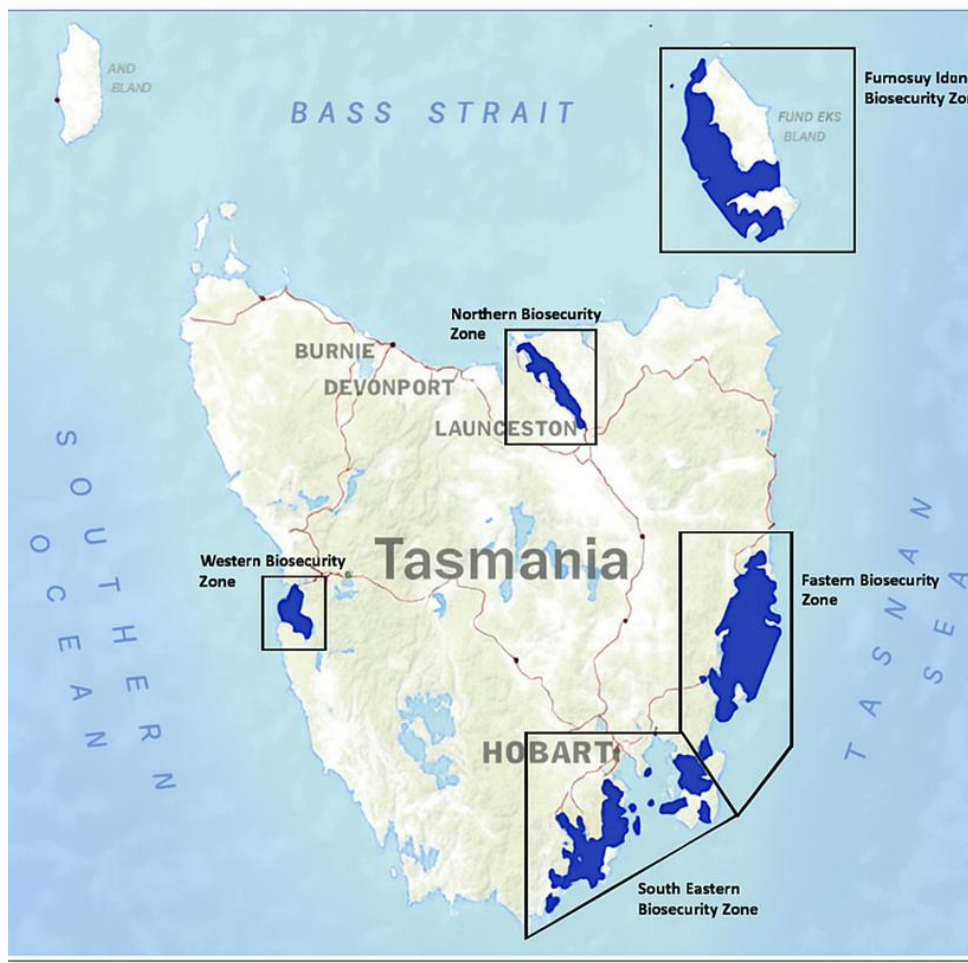 AND
BLAND
BASS STRAIT
Furnosuy Idun
Biosecurity Zon
FUND EKS
BLAND
Northern Biosecurity
Zone
BURNIE
DEVONPORT
LAUNCESTON
SOUTHERN
OCEAN
Western Biosecurity
Zone
Tasmania
Fastern Biosecurity
Zone
TASNAN
SEA
HOBART
South Eastern
Biosecurity Zone